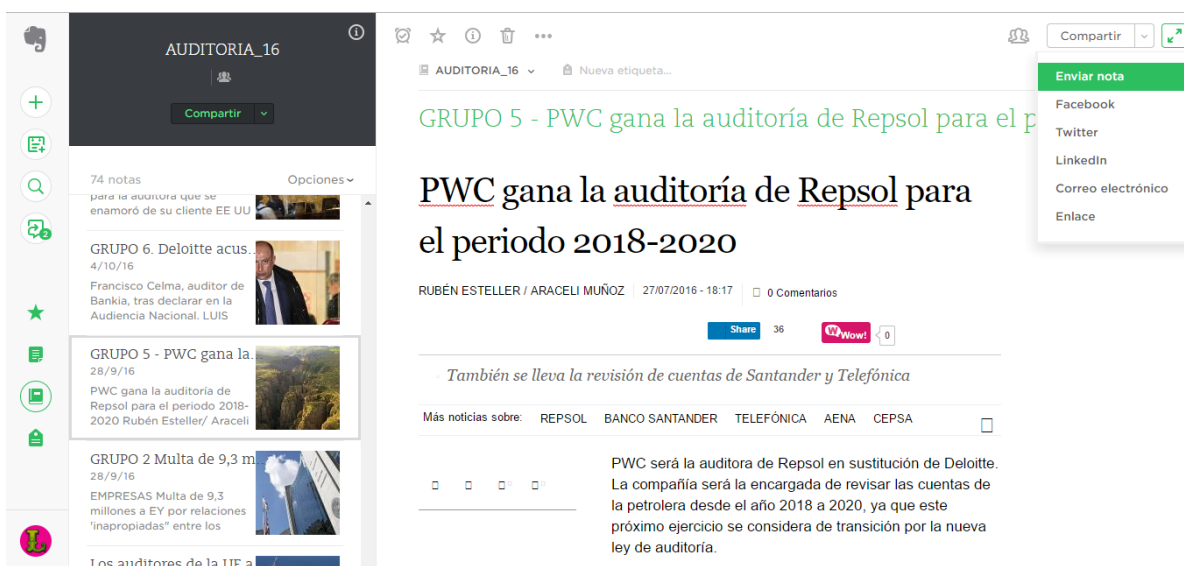 AUDITORIA_16
Compartir
74 notas
Opciones
para la auditora que se
enamoró de su cliente EE UU
GRUPO 6. Deloitte acus...
4/10/16
Francisco Celma, auditor de
Bankia, tras declarar en la
Audiencia Nacional. LUIS
GRUPO 5 - PWC gana la...
28/9/16
PWC gana la auditoría de
Repsol para el periodo 2018-
2020 Rubén Esteller/ Araceli
GRUPO 2 Multa de 9,3 m...
28/9/16
EMPRESAS Multa de 9,3
millones a EY por relaciones
'inapropiadas" entre los
Los auditores de la UE a
2
L
Compartir
AUDITORIA_16
Nueva etiqueta...
Enviar nota
Facebook
Twitter
LinkedIn
Correo electrónico
Enlace
GRUPO 5 - PWC gana la auditoría de Repsol para el p
PWC gana la auditoría de Repsol para
el periodo 2018-2020
RUBÉN ESTELLER / ARACELI MUÑOZ 27/07/2016 - 18:17 0 Comentarios
Share 36 W Wow! 0
También se lleva la revisión de cuentas de Santander y Telefónica
Más noticias sobre: REPSOL BANCO SANTANDER TELEFÓNICA AENA CEPSA
PWC será la auditora de Repsol en sustitución de Deloitte.
La compañía será la encargada de revisar las cuentas de
la petrolera desde el año 2018 a 2020, ya que este
próximo ejercicio se considera de transición por la nueva
ley de auditoría.